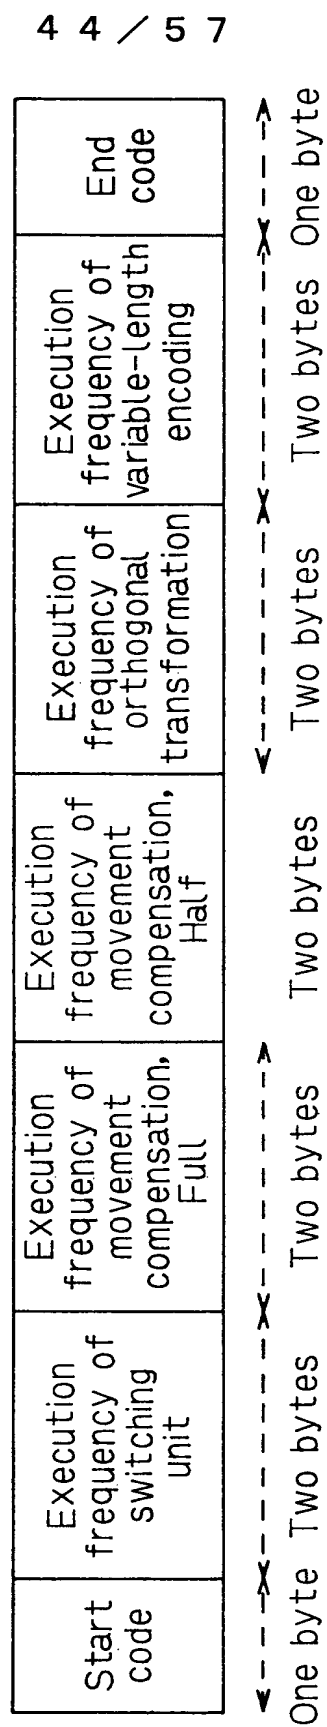 44/57
Start
code
Execution
frequency of
switching
unit
Execution
frequency of
movement
compensation,
Full
Execution
frequency of
movement
compensation,
Half
Execution
frequency of
orthogonal
transformation
Execution
frequency of
variable-length
encoding
End
code
One byte
Two bytes
Two bytes
Two bytes
Two bytes
Two bytes
One byte